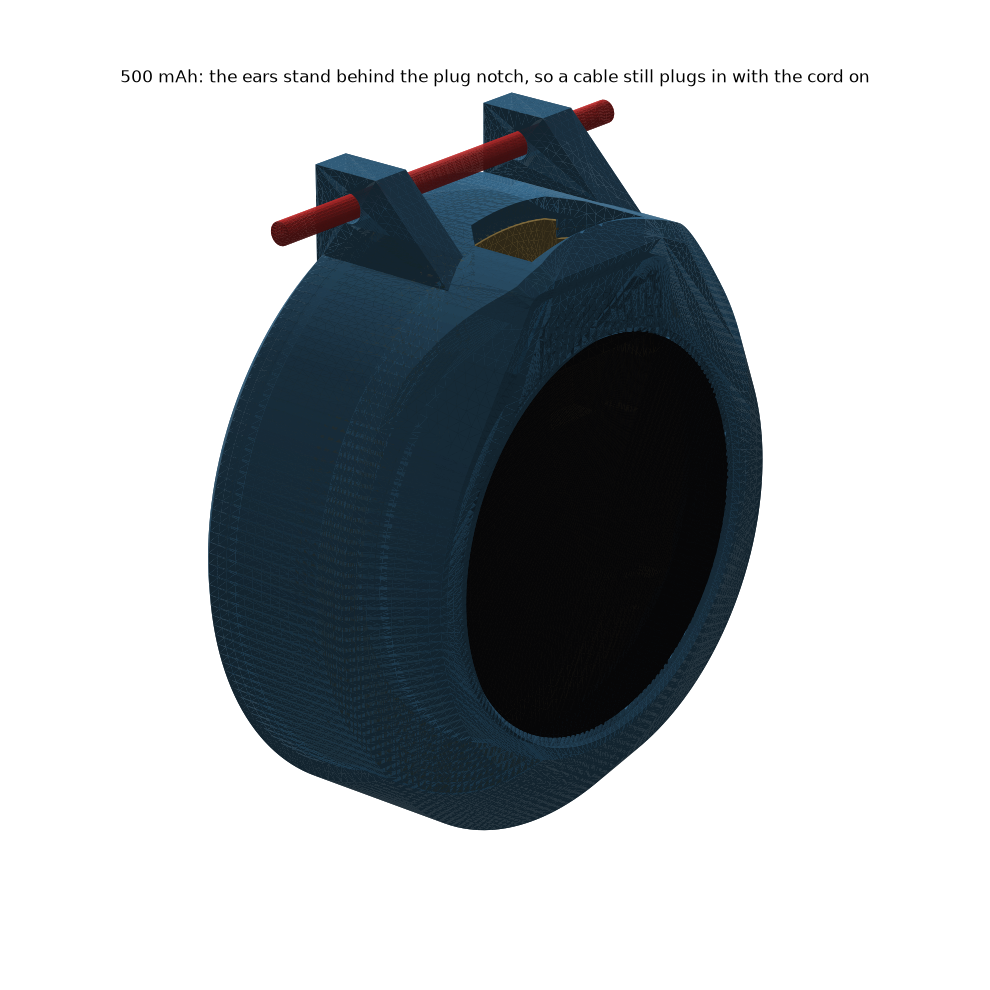 500 mAh: the ears stand behind the plug notch, so a cable still plugs in with the cord on